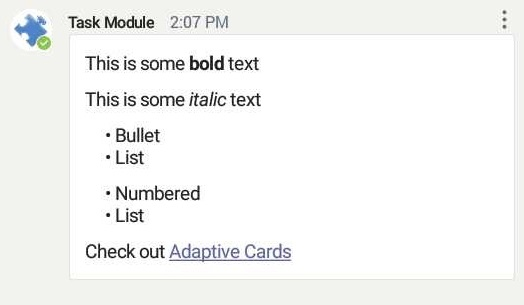 Task Module 2:07 PM
This is some bold text
This is some italic text
• Bullet
• List
• Numbered
• List
Check out Adaptive Cards